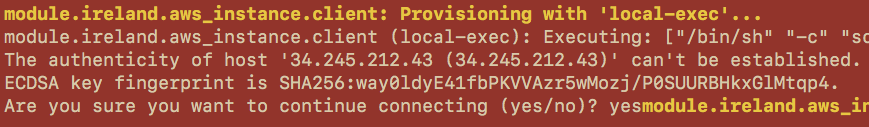 module.ireland.aws_instance.client: Provisioning with 'local-exec'...
module.ireland.aws_instance.client (local-exec): Executing: ["/bin/sh" "-c" "sc
The authenticity of host '34.245.212.43 (34.245.212.43)' can't be established.
ECDSA key fingerprint is SHA256:way0ldyE41fbPKVVAzr5wMozj/P0SUURBHkxGlMtqp4.
Are you sure you want to continue connecting (yes/no)? yesmodule.ireland.aws_in